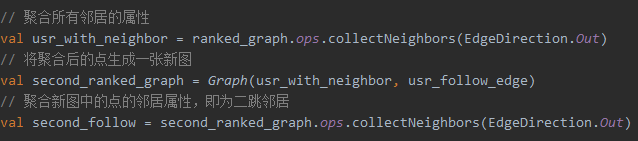 // 聚合所有邻居的属性
val usr_with_neighbor = ranked_graph.ops.collectNeighbors(EdgeDirection.Out)
// 将聚合后的点生成一张新图
val second_ranked_graph = Graph(usr_with_neighbor, usr_follow_edge)
// 聚合新图中的点的邻居属性，即为二跳邻居
val second_follow = second_ranked_graph.ops.collectNeighbors(EdgeDirection.Out)